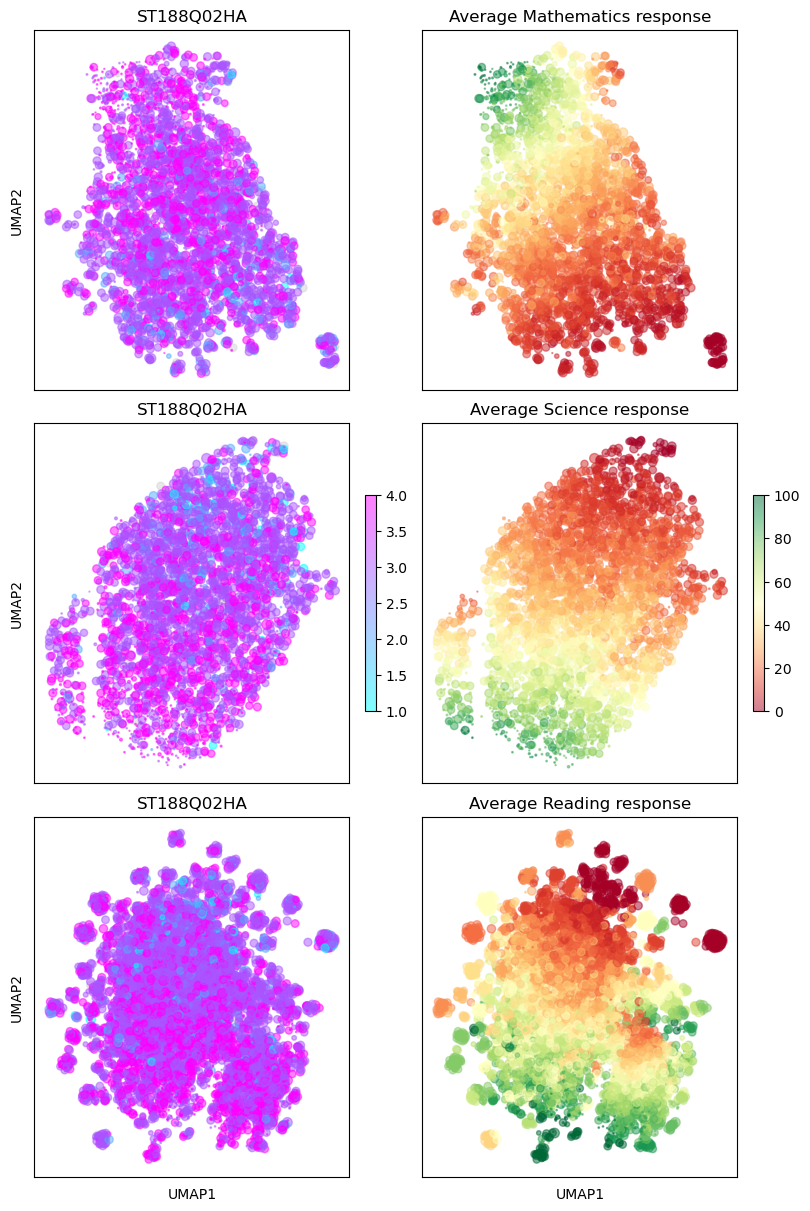 ST188Q02HA
Average Mathematics response
UMAP2
ST188Q02HA
Average Science response
UMAP2
4.0
3.5
3.0
2.5
2.0
1.5
1.0
100
80
60
40
20
0
ST188Q02HA
Average Reading response
UMAP2
UMAP1
UMAP1